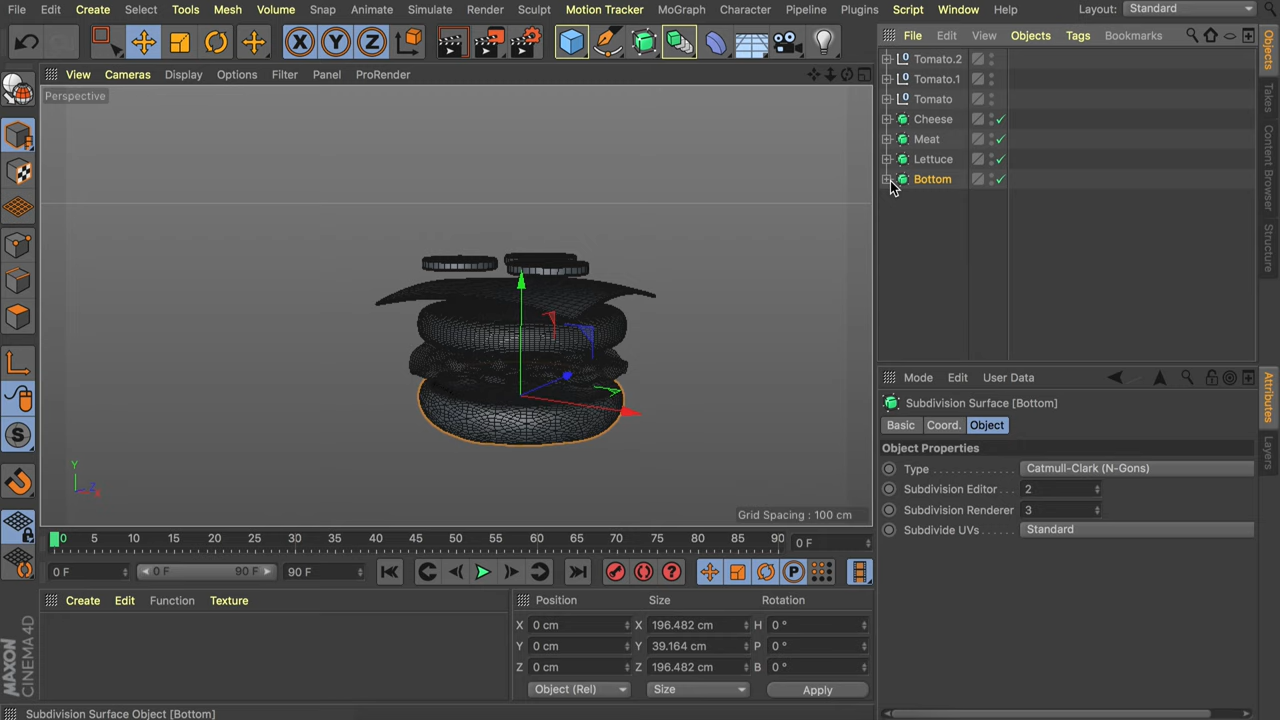 File Edit Create Select Tools Mesh Volume Snap Animate Simulate Render Sculpt Motion Tracker MoGraph Character Pipeline Plugins Script Window Help Layout: Standard
X Y Z
File Edit View Objects Tags Bookmarks
View Cameras Display Options Filter Panel ProRender
Perspective
Tomato.2
Tomato.1
Tomato
Cheese
Meat
Lettuce
Bottom
Objects
Takes
Content Browser
Structure
Mode Edit User Data
Subdivision Surface [Bottom]
Basic Coord. Object
Object Properties
Type Catmull-Clark (N-Gons)
Subdivision Editor 2
Subdivision Renderer 3
Subdivide UVs Standard
Attributes
Layers
Y
Z
X
Grid Spacing : 100 cm
0 5 10 15 20 25 30 35 40 45 50 55 60 65 70 75 80 85 90 0 F
0 F 0 F 90 F 90 F
P
S
Create Edit Function Texture
Position Size Rotation
X 0 cm X 196.482 cm H 0 °
Y 0 cm Y 39.164 cm P 0 °
Z 0 cm Z 196.482 cm B 0 °
Object (Rel) Size Apply
MAXON
CINEMA 4D
Subdivision Surface Object [Bottom]